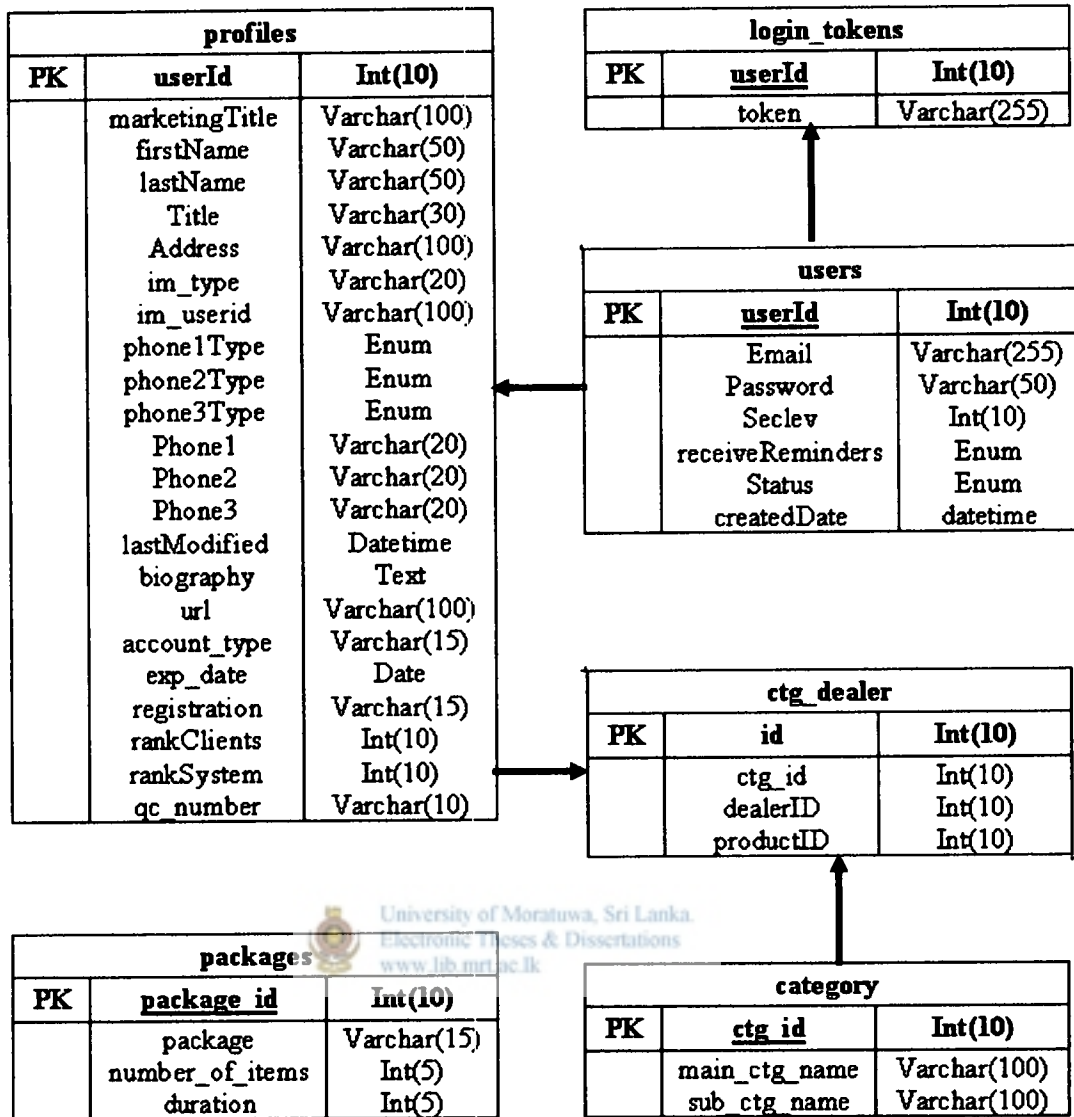 profiles
PK userId Int(10)
marketingTitle Varchar(100)
firstName Varchar(50)
lastName Varchar(50)
Title Varchar(30)
Address Varchar(100)
im_type Varchar(20)
im_userid Varchar(100)
phone1Type Enum
phone2Type Enum
phone3Type Enum
Phone1 Varchar(20)
Phone2 Varchar(20)
Phone3 Varchar(20)
lastModified Datetime
biography Text
url Varchar(100)
account_type Varchar(15)
exp_date Date
registration Varchar(15)
rankClients Int(10)
rankSystem Int(10)
qc_number Varchar(10)
login_tokens
PK userId Int(10)
token Varchar(255)
users
PK userId Int(10)
Email Varchar(255)
Password Varchar(50)
Seclev Int(10)
receiveReminders Enum
Status Enum
createdDate datetime
ctg_dealer
PK id Int(10)
ctg_id Int(10)
dealerID Int(10)
productID Int(10)
University of Moratuwa, Sri Lanka.
Electronic Theses & Dissertations
www.lib.mrt.ac.lk
packages
PK package_id Int(10)
package Varchar(15)
number_of_items Int(5)
duration Int(5)
category
PK ctg_id Int(10)
main_ctg_name Varchar(100)
sub_ctg_name Varchar(100)